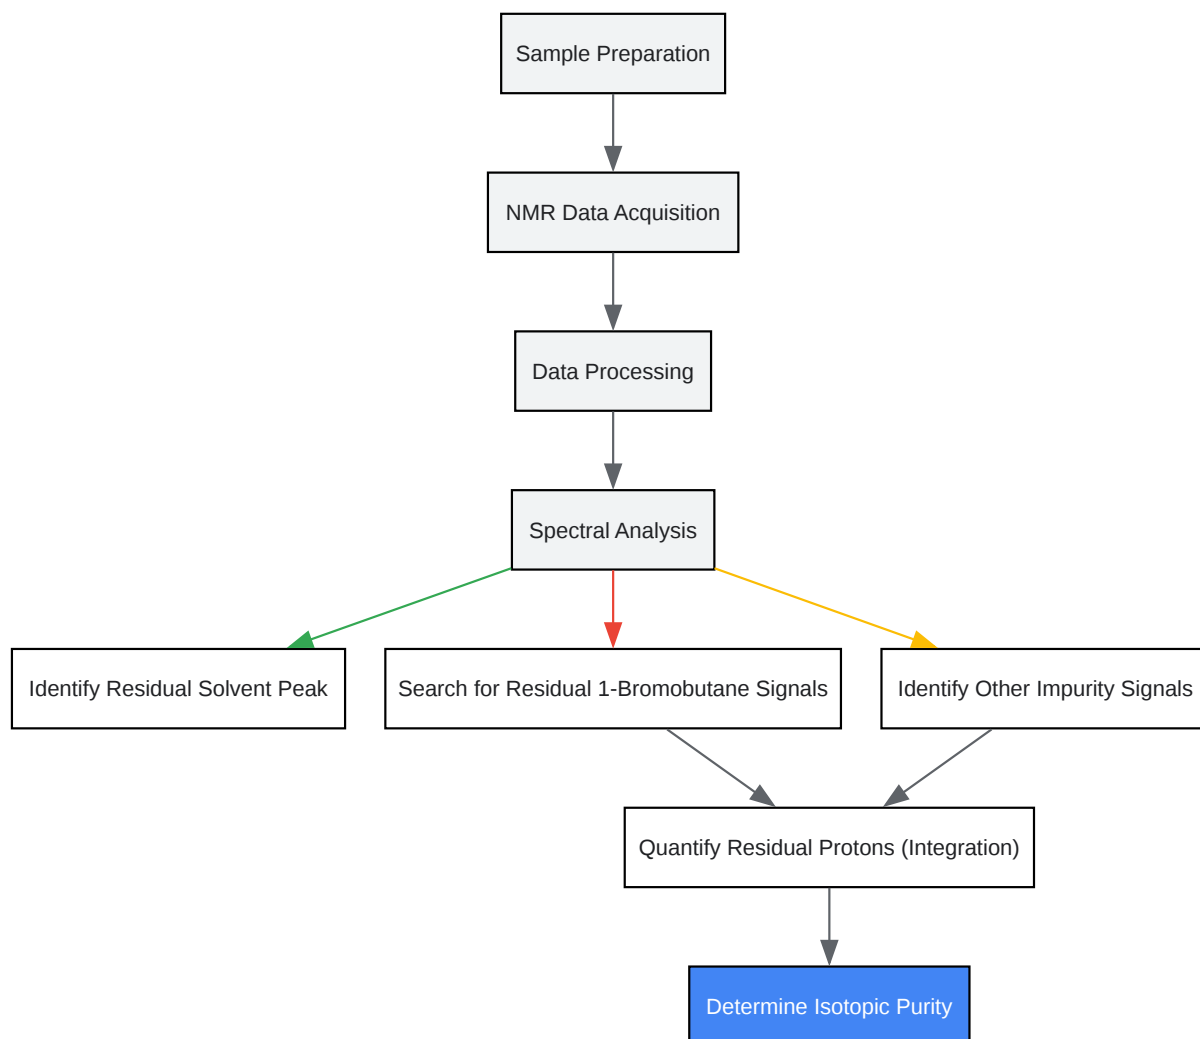 Sample Preparation
NMR Data Acquisition
Data Processing
Spectral Analysis
Identify Residual Solvent Peak
Search for Residual 1-Bromobutane Signals
Identify Other Impurity Signals
Quantify Residual Protons (Integration)
Determine Isotopic Purity